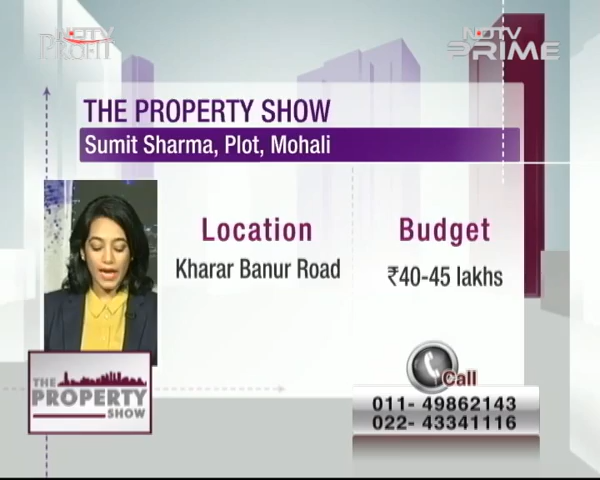 NDTV PROFIT
NDTV PRIME
THE PROPERTY SHOW
Sumit Sharma, Plot, Mohali
Location
Kharar Banur Road
Budget
₹40-45 lakhs
THE
PROPERTY
SHOW
Call
011- 49862143
022- 43341116